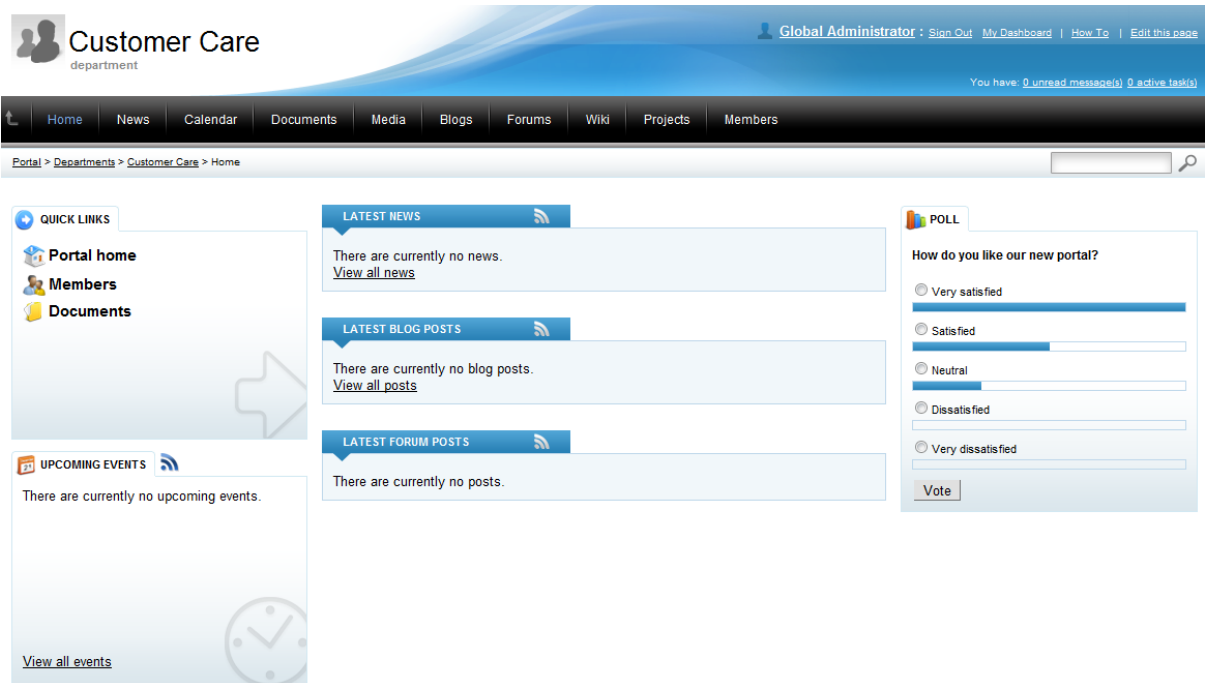 Customer Care
department
Global Administrator : Sign Out My Dashboard | How To | Edit this page
You have: 0 unread message(s) 0 active task(s)
Home News Calendar Documents Media Blogs Forums Wiki Projects Members
Portal > Departments > Customer Care > Home
QUICK LINKS
Portal home
Members
Documents
UPCOMING EVENTS
There are currently no upcoming events.
View all events
LATEST NEWS
There are currently no news.
View all news
LATEST BLOG POSTS
There are currently no blog posts.
View all posts
LATEST FORUM POSTS
There are currently no posts.
POLL
How do you like our new portal?
Very satisfied
Satisfied
Neutral
Dissatisfied
Very dissatisfied
Vote